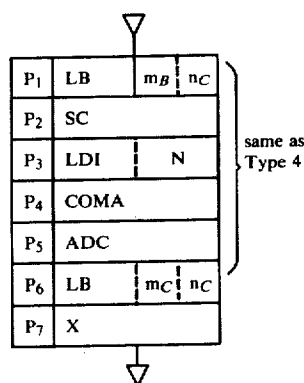 P1 LB mB nC
P2 SC
P3 LDI N
P4 COMA
P5 ADC
P6 LB mC nC
P7 X
same as
Type 4